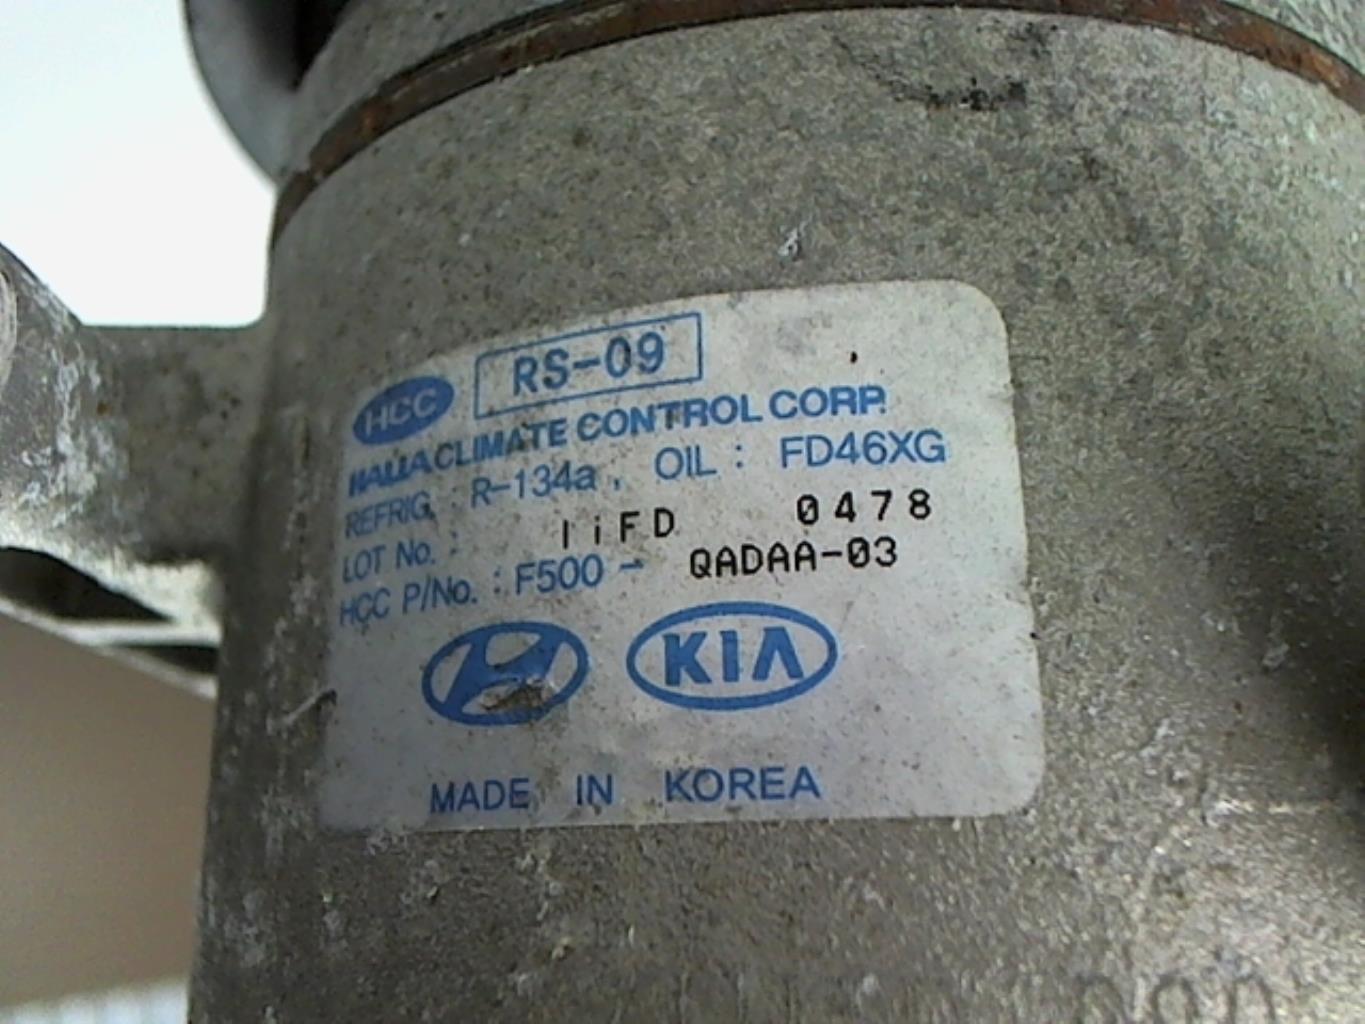 HCC RS-09
HALLA CLIMATE CONTROL CORP.
REFRIG. : R-134a, OIL : FD46XG
LOT No. : IiFD 0478
HCC P/No. : F500 - QADAA-03
KIA
MADE IN KOREA